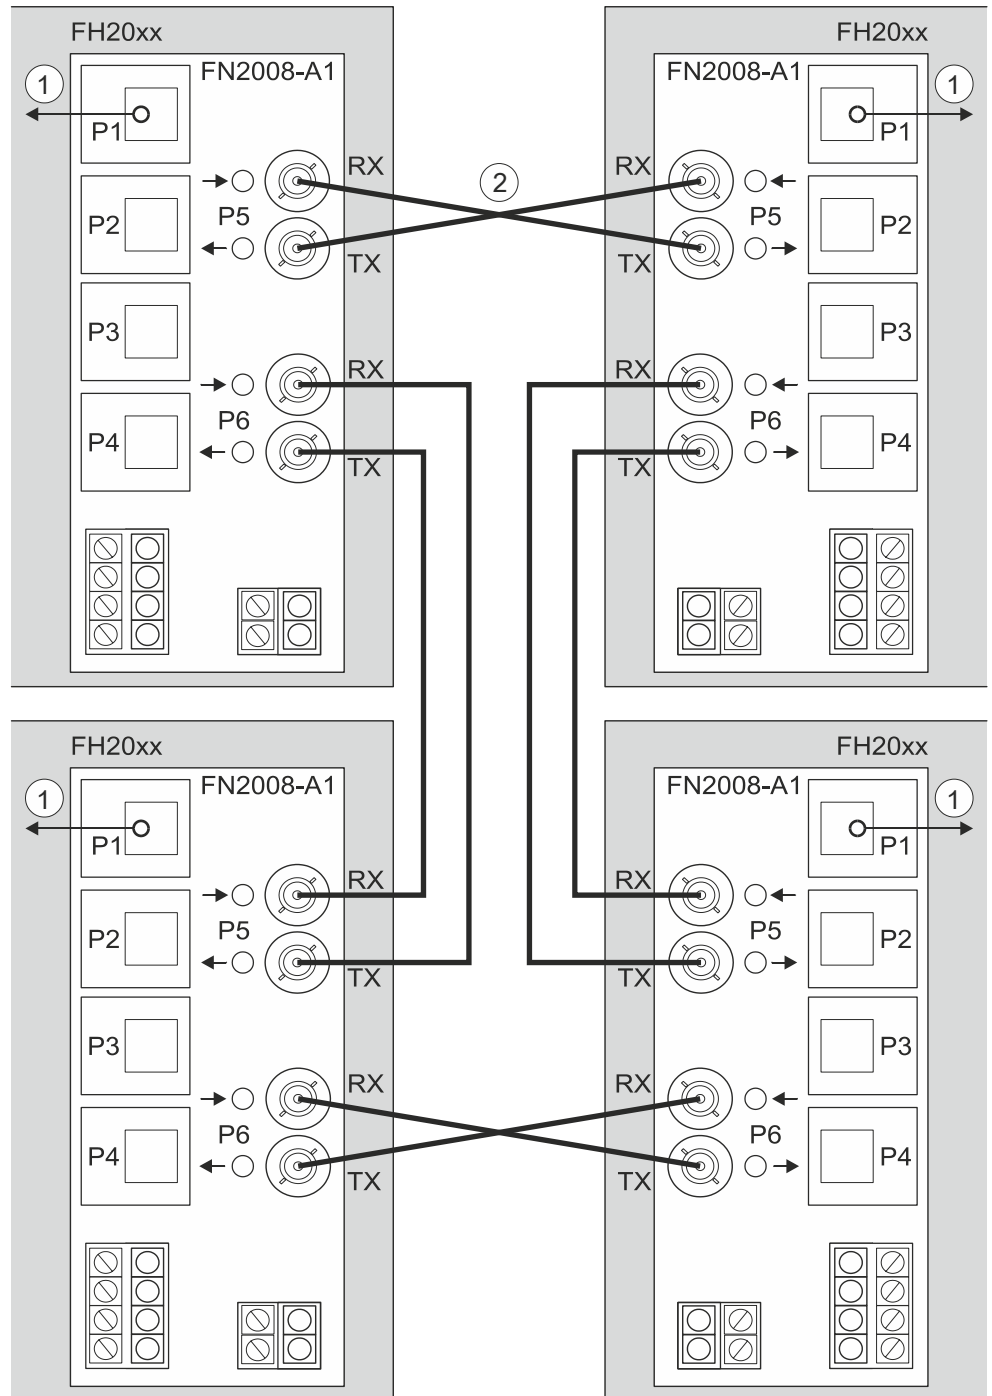 FH20xx
FH20xx
FN2008-A1
FN2008-A1
1
1
P1
P1
RX
RX
2
P2
P5
P5
P2
TX
TX
P3
P3
RX
RX
P4
P6
P6
P4
TX
TX
FH20xx
FH20xx
FN2008-A1
FN2008-A1
1
1
P1
P1
RX
RX
P2
P5
P5
P2
TX
TX
P3
P3
RX
RX
P4
P6
P6
P4
TX
TX